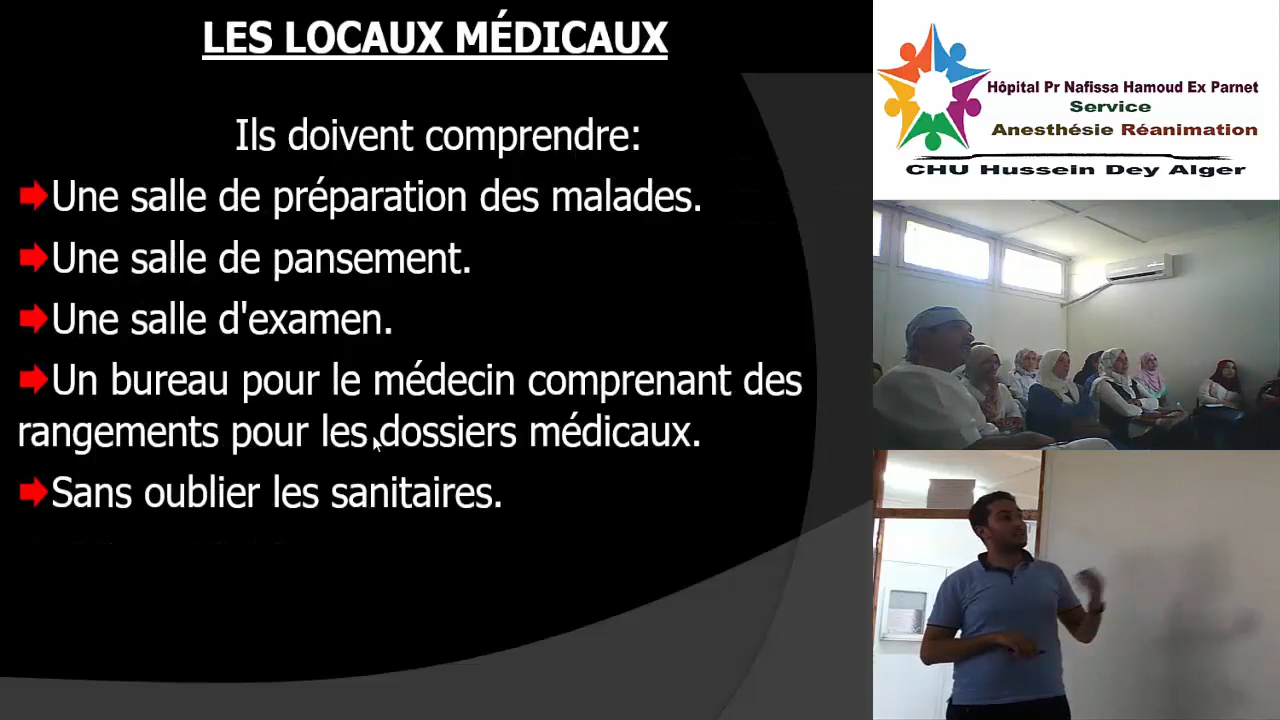 LES LOCAUX MÉDICAUX
Ils doivent comprendre:
Une salle de préparation des malades.
Une salle de pansement.
Une salle d'examen.
Un bureau pour le médecin comprenant des
rangements pour les dossiers médicaux.
Sans oublier les sanitaires.
Hôpital Pr Nafissa Hamoud Ex Parnet
Service
Anesthésie Réanimation
CHU Hussein Dey Alger